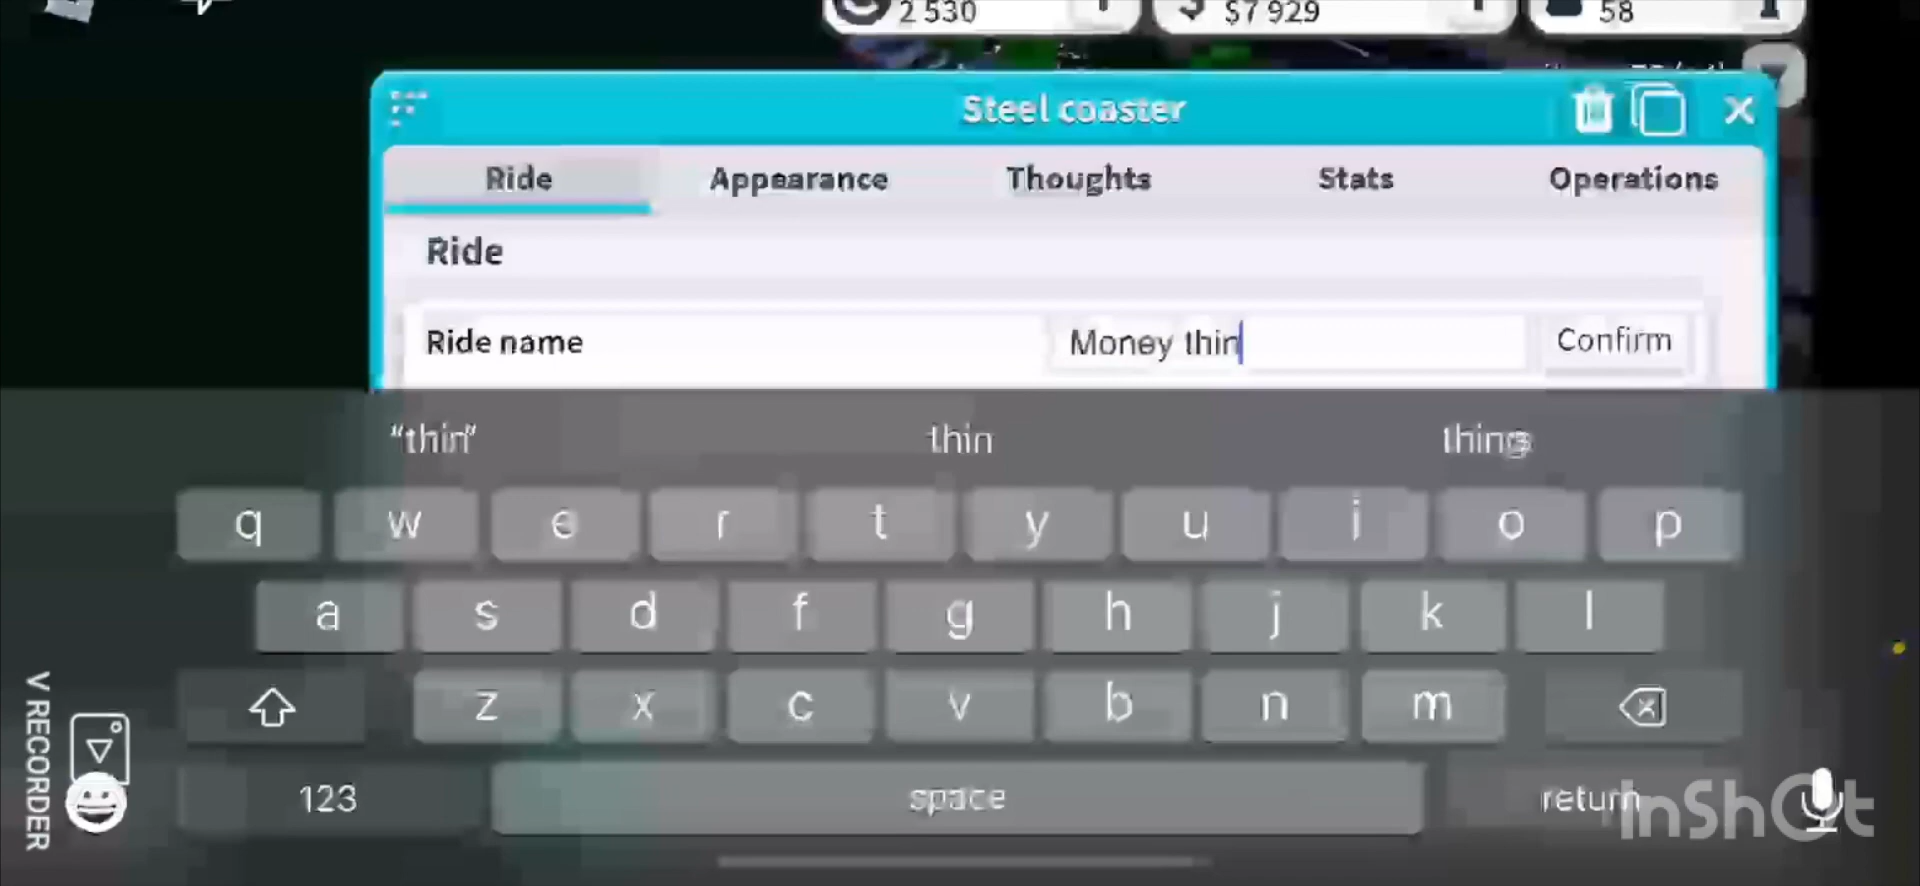 2 530
$7 929
58
Steel coaster
Ride Appearance Thoughts Stats Operations
Ride
Ride name Money thin Confirm
“thin” thin things
q w e r t y u i o p
a s d f g h j k l
z x c v b n m
123 space return
V RECORDER
InShOt